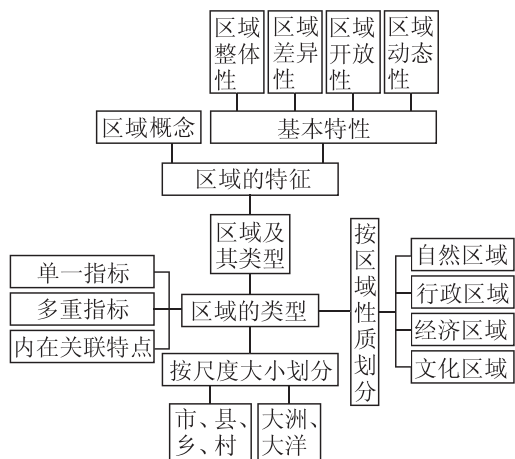 区域
整体
性
区域
差异
性
区域
开放
性
区域
动态
性
区域概念
基本特性
区域的特征
区域及
其类型
单一指标
多重指标
内在关联特点
区域的类型
按区域性质划分
自然区域
行政区域
经济区域
文化区域
按尺度大小划分
市、县、
乡、村
大洲、
大洋